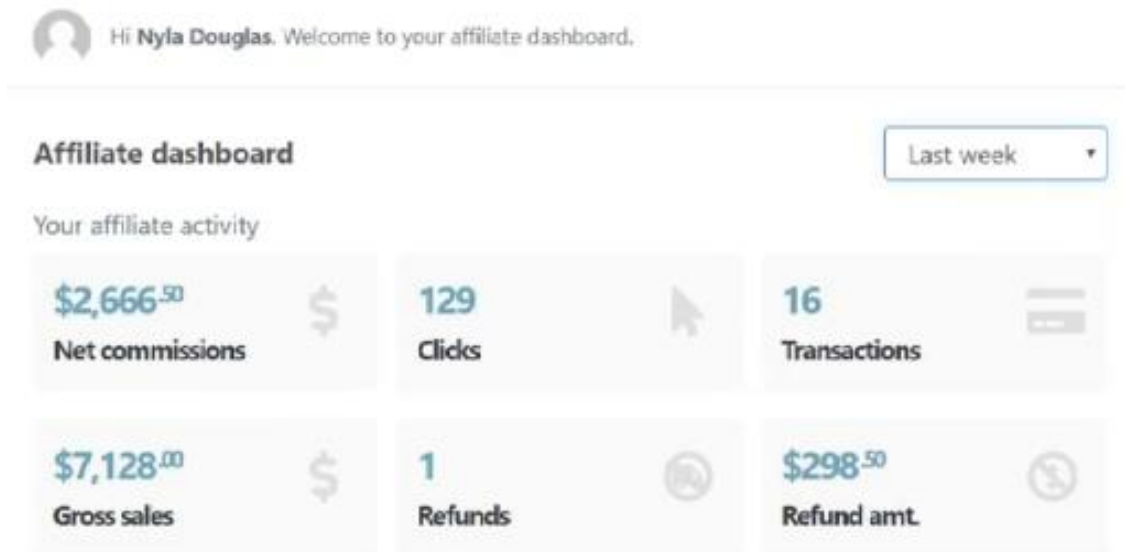 Hi Nyla Douglas. Welcome to your affiliate dashboard.
Affiliate dashboard
Last week
Your affiliate activity
$2,666.50
Net commissions
129
Clicks
16
Transactions
$7,128.00
Gross sales
1
Refunds
$298.50
Refund amt.